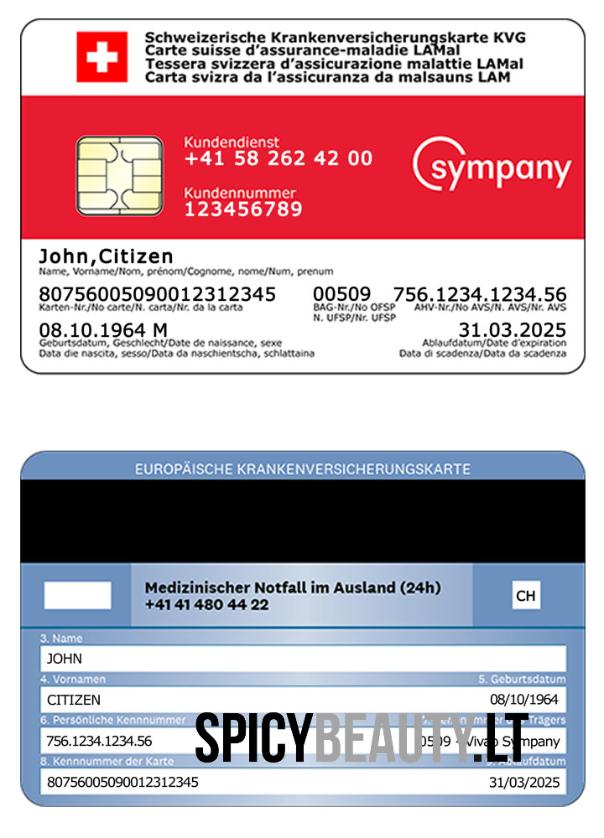 Schweizerische Krankenversicherungskarte KVG
Carte suisse d'assurance-maladie LAMal
Tessera svizzera d'assicurazione malattie LAMal
Carta svizra da l'assicuranza da malsauns LAM
Kundendienst
+41 58 262 42 00
sympany
Kundennummer
123456789
John,Citizen
Name, Vorname/Nom, prénom/Cognome, nome/Num, prenum
80756005090012312345 00509 756.1234.1234.56
Karten-Nr./No carte/N. carta/Nr. da la carta BAG-Nr./No OFSP AHV-Nr./No AVS/N. AVS/Nr. AVS
N. UFSP/Nr. UFSP
08.10.1964 M 31.03.2025
Geburtsdatum, Geschlecht/Date de naissance, sexe Ablaufdatum/Date d'expiration
Data die nascita, sesso/Data da naschientscha, schlattaina Data di scadenza/Data da scadenza
EUROPÄISCHE KRANKENVERSICHERUNGSKARTE
Medizinischer Notfall im Ausland (24h)
+41 41 480 44 22
CH
3. Name
JOHN
4. Vornamen 5. Geburtsdatum
CITIZEN 08/10/1964
6. Persönliche Kennnummer Trägers
SPICYBEAUTY.LT
756.1234.1234.56 Sympany
8. Kennnummer der Karte 9. Ablaufdatum
80756005090012312345 31/03/2025